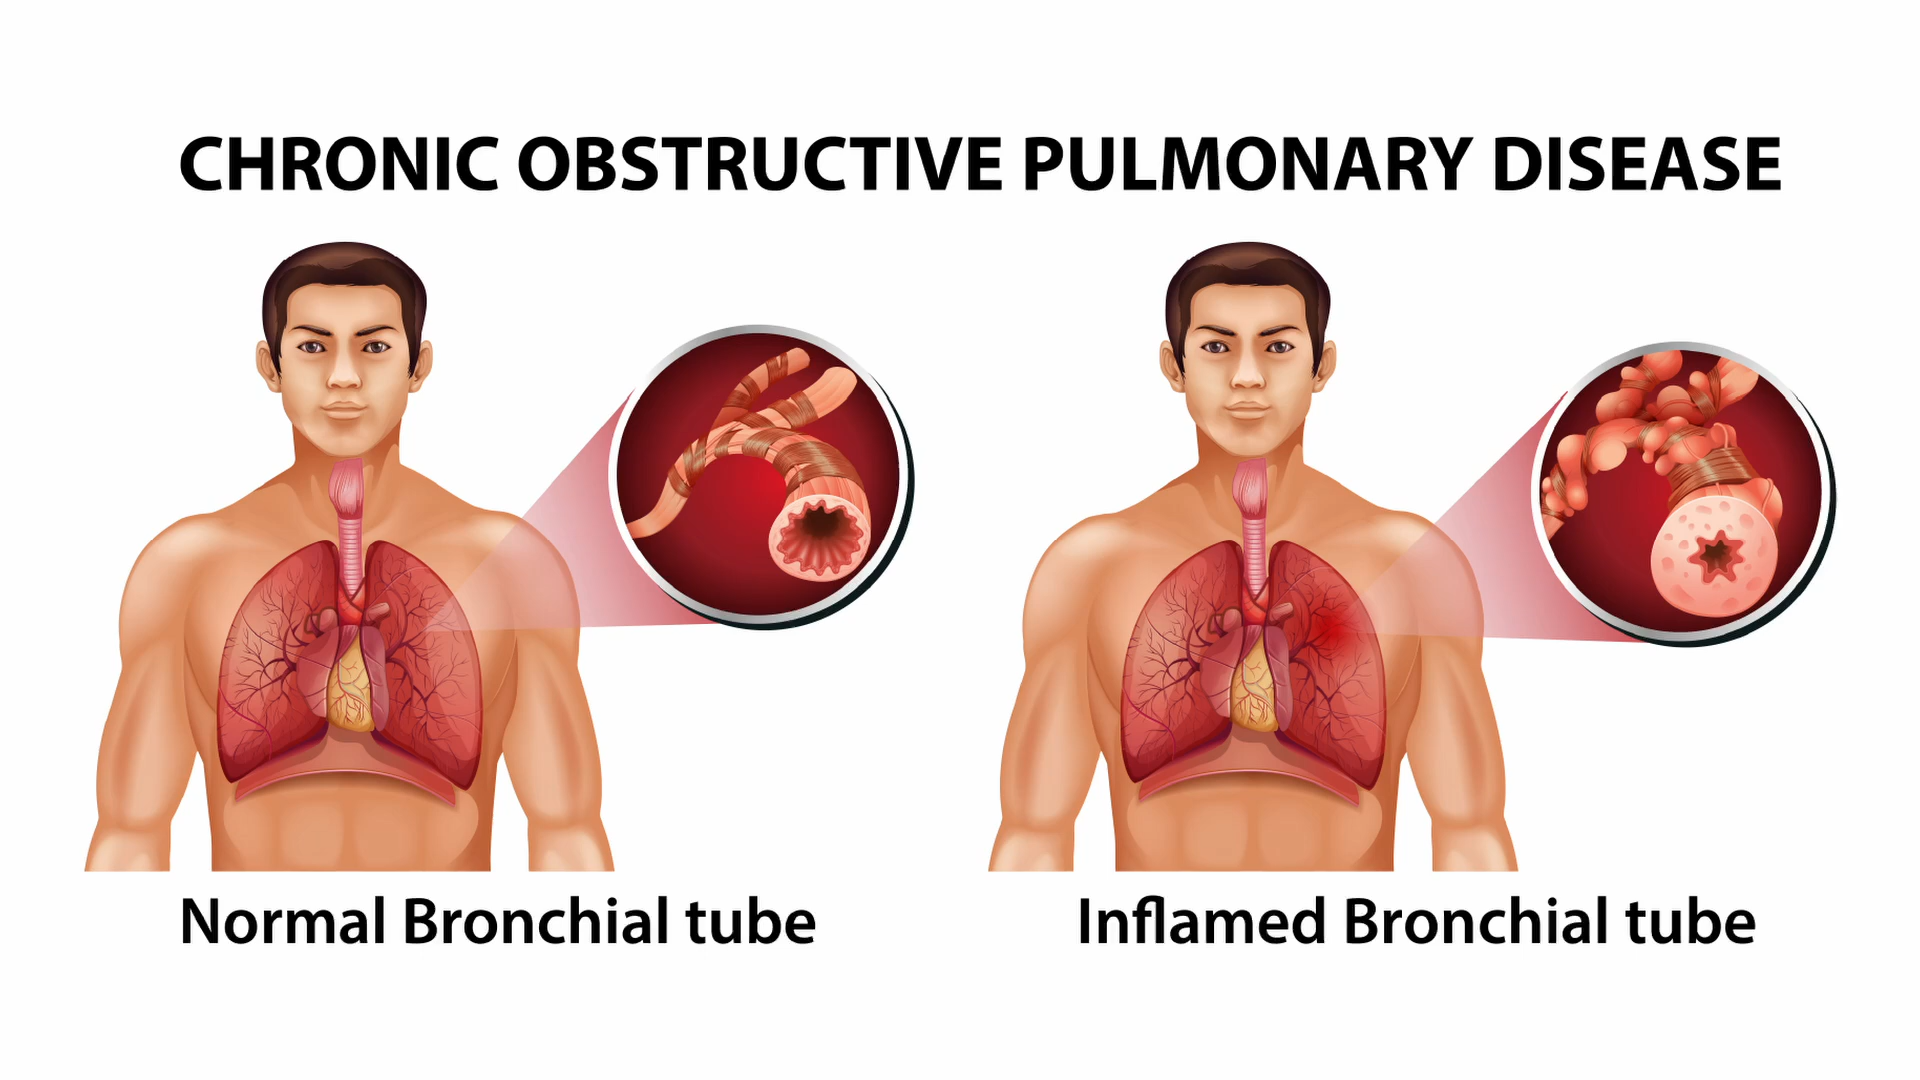 CHRONIC OBSTRUCTIVE PULMONARY DISEASE
Normal Bronchial tube
Inflamed Bronchial tube